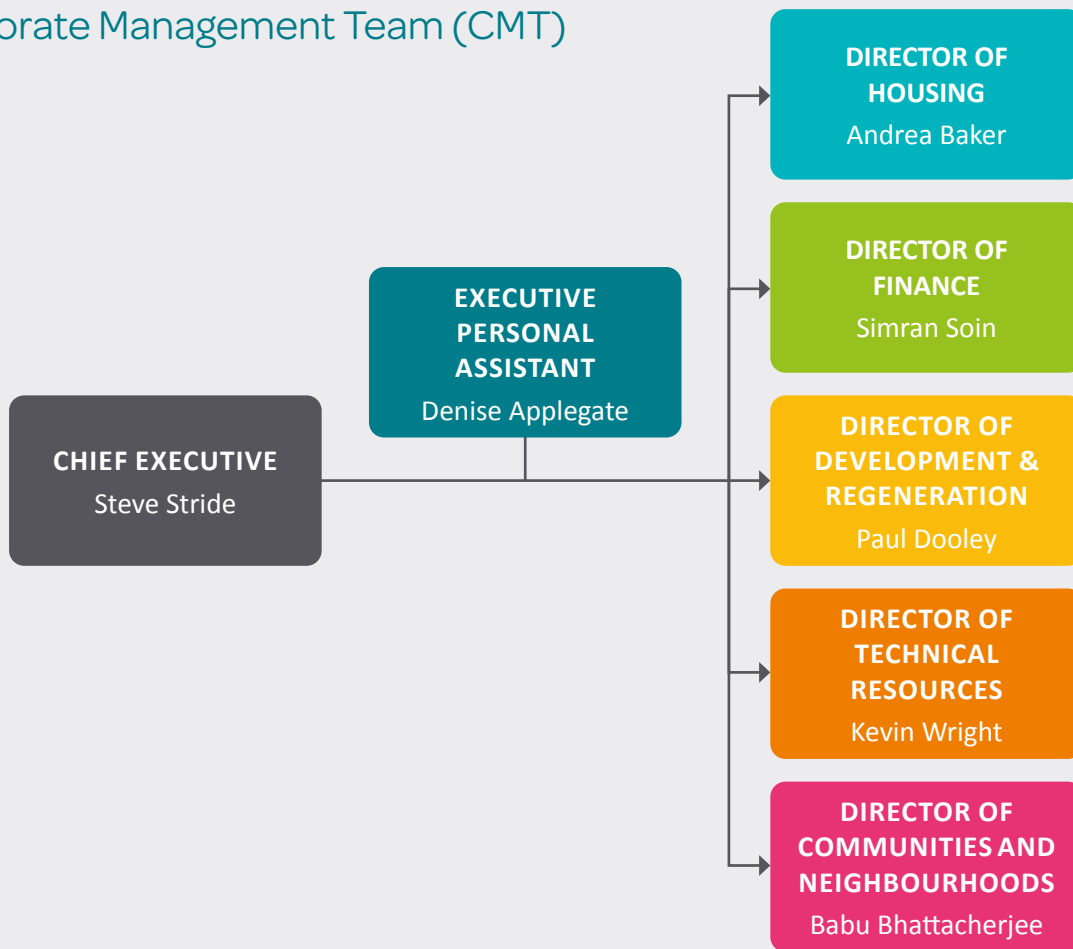 orate Management Team (CMT)
DIRECTOR OF
HOUSING
Andrea Baker
DIRECTOR OF
FINANCE
Simran Soin
EXECUTIVE
PERSONAL
ASSISTANT
Denise Applegate
CHIEF EXECUTIVE
Steve Stride
DIRECTOR OF
DEVELOPMENT &
REGENERATION
Paul Dooley
DIRECTOR OF
TECHNICAL
RESOURCES
Kevin Wright
DIRECTOR OF
COMMUNITIES AND
NEIGHBOURHOODS
Babu Bhattacherjee